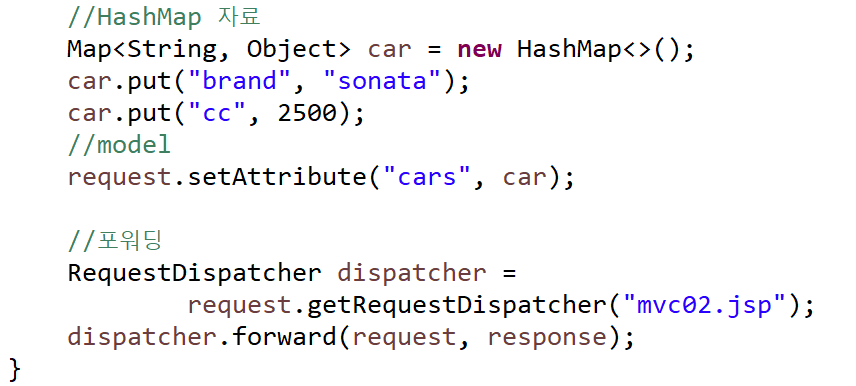 //HashMap 자료
Map<String, Object> car = new HashMap<>();
car.put("brand", "sonata");
car.put("cc", 2500);
//model
request.setAttribute("cars", car);
//포워딩
RequestDispatcher dispatcher =
request.getRequestDispatcher("mvc02.jsp");
dispatcher.forward(request, response);
}